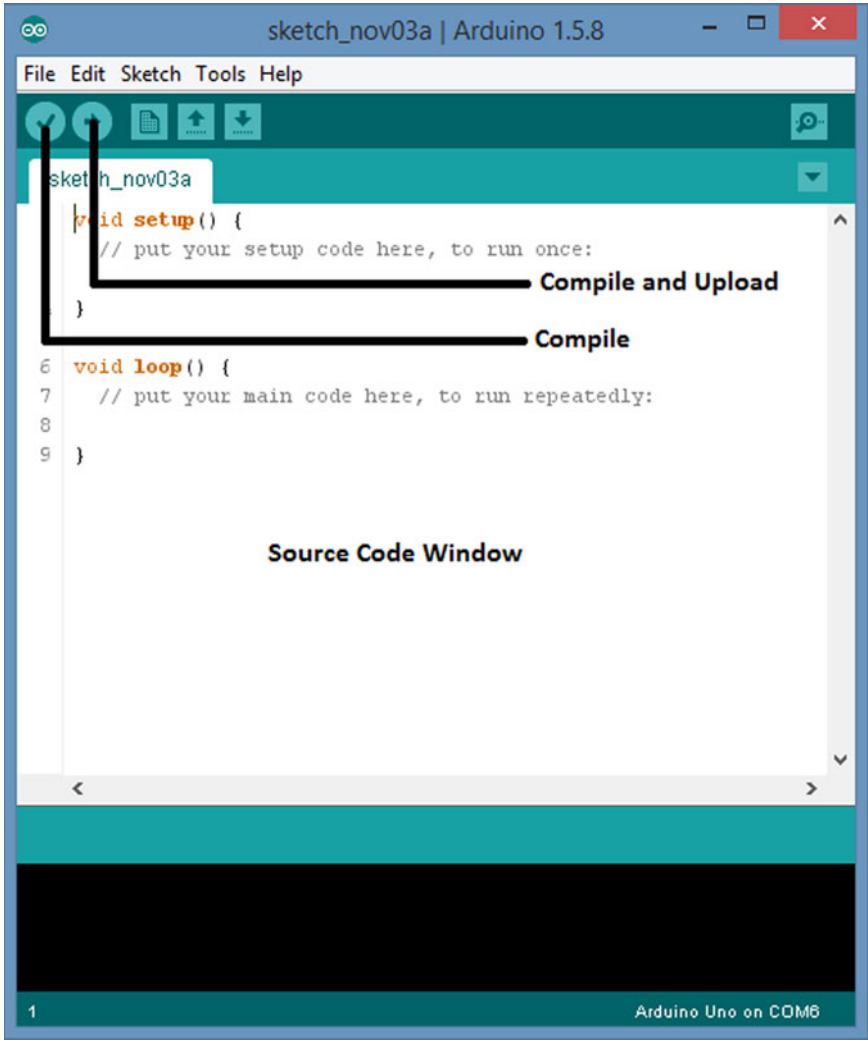 sketch_nov03a | Arduino 1.5.8
File Edit Sketch Tools Help
sketch_nov03a
void setup() {
// put your setup code here, to run once:
Compile and Upload
}
Compile
6 void loop() {
7 // put your main code here, to run repeatedly:
8
9 }
Source Code Window
1 Arduino Uno on COM6